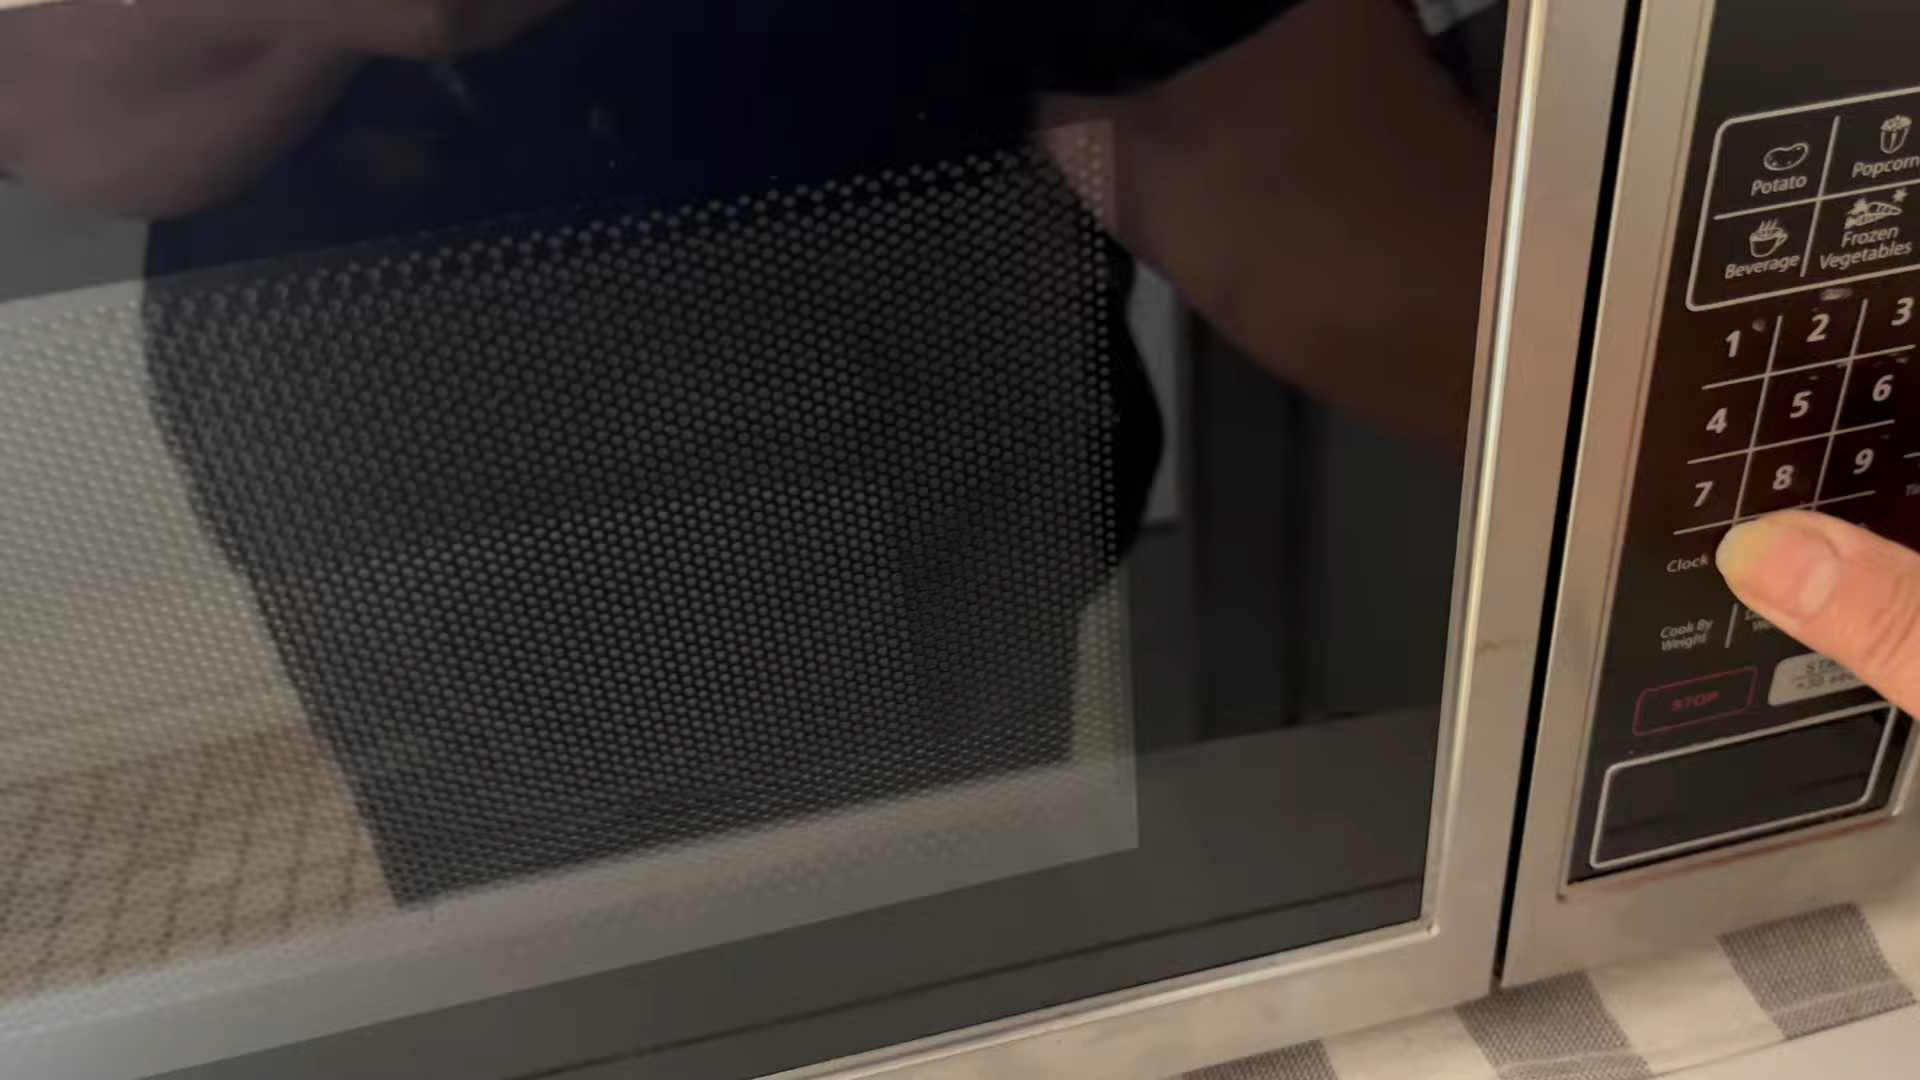 Potato
Popcorn
Beverage
Frozen
Vegetables
1 2 3
4 5 6
7 8 9
Clock
Cook By
Weight
STOP